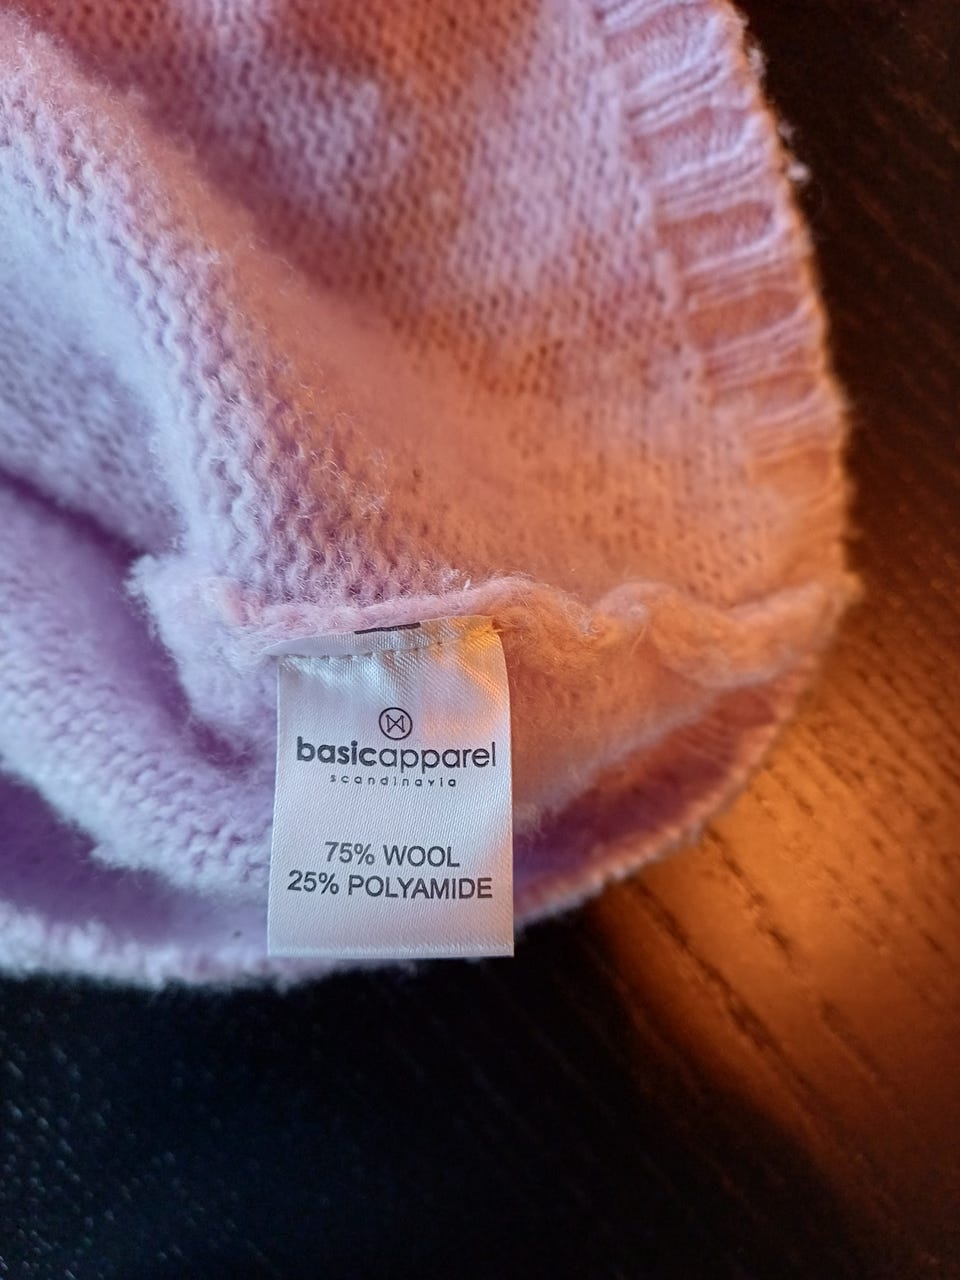 basicapparel
scandinavia
75% WOOL
25% POLYAMIDE